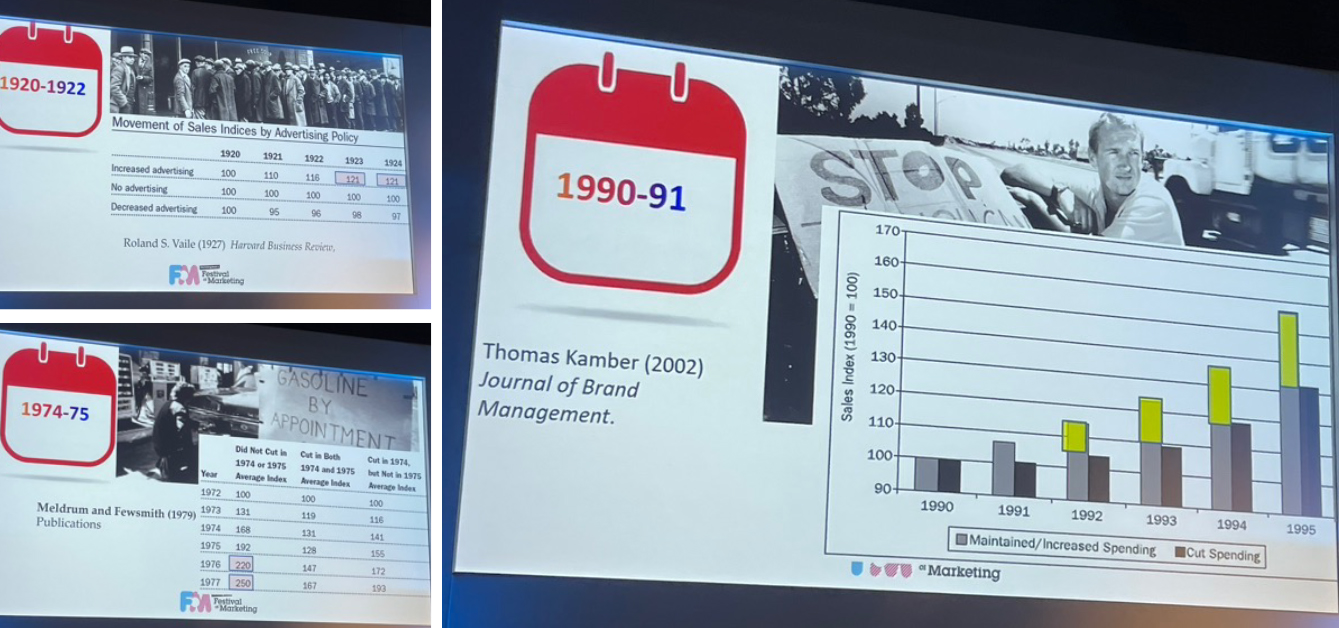 1920-1922
Movement of Sales Indices by Advertising Policy
1920 1921 1922 1923 1924
Increased advertising 100 110 116 121 121
No advertising 100 100 100 100 100
Decreased advertising 100 95 96 98 97
Roland S. Vaile (1927) Harvard Business Review.
FM Festival of Marketing
1974-75
GASOLINE
BY
APPOINTMENT
Meldrum and Fewsmith (1979)
Publications
Did Not Cut in Cut in Both Cut in 1974,
1974 or 1975 1974 and 1975 but Not in 1975
Year Average Index Average Index Average Index
1972 100 100 100
1973 131 119 116
1974 168 131 141
1975 192 128 155
1976 220 147 172
1977 250 167 193
FM Festival of Marketing
1990-91
STOP
Thomas Kamber (2002)
Journal of Brand
Management.
Sales Index (1990 = 100)
170
160
150
140
130
120
110
100
90
1990 1991 1992 1993 1994 1995
Maintained/Increased Spending Cut Spending
of Marketing